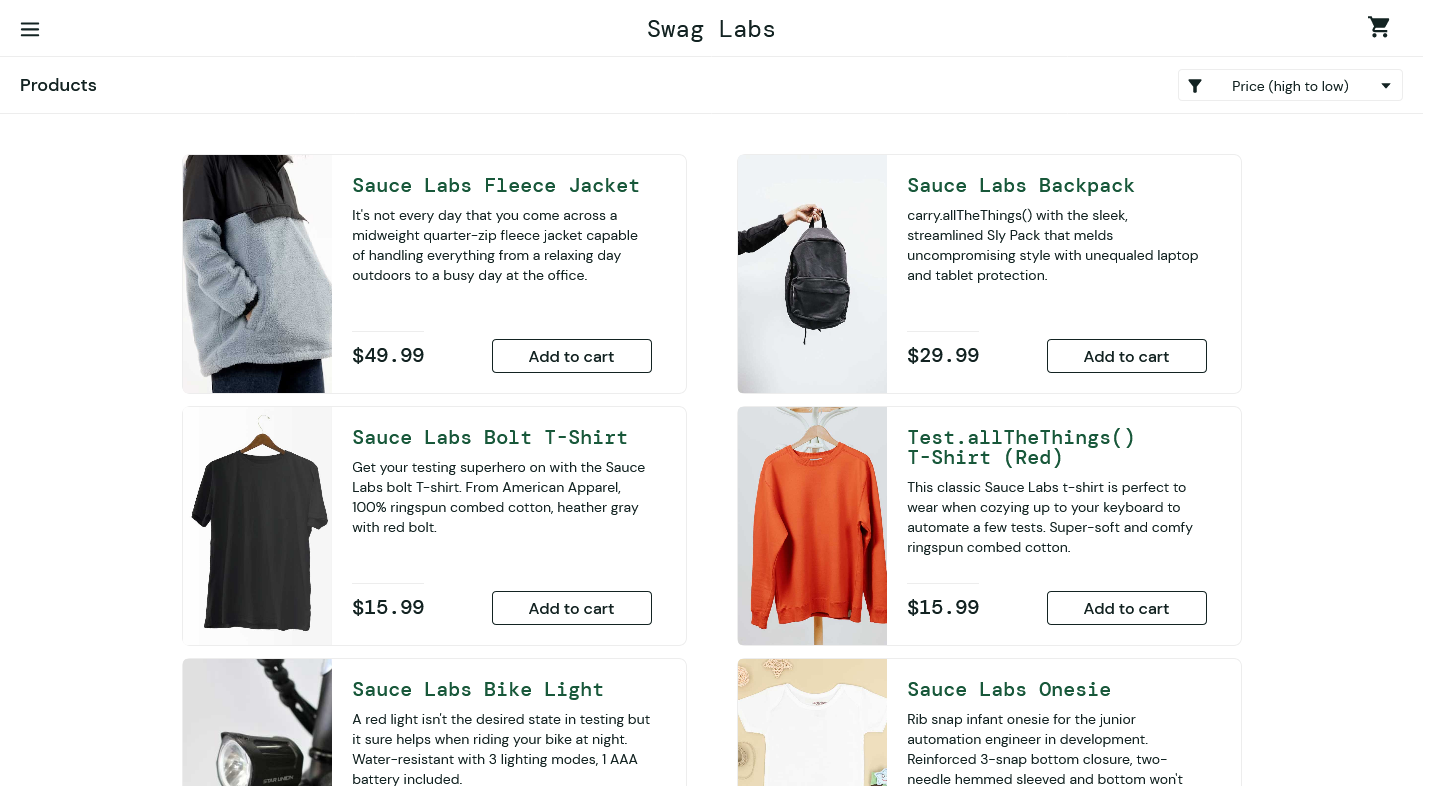 Swag Labs
Products
Price (high to low)
Sauce Labs Fleece Jacket
It's not every day that you come across a
midweight quarter-zip fleece jacket capable
of handling everything from a relaxing day
outdoors to a busy day at the office.
$49.99
Add to cart
Sauce Labs Backpack
carry.allTheThings() with the sleek,
streamlined Sly Pack that melds
uncompromising style with unequaled laptop
and tablet protection.
$29.99
Add to cart
Sauce Labs Bolt T-Shirt
Get your testing superhero on with the Sauce
Labs bolt T-shirt. From American Apparel,
100% ringspun combed cotton, heather gray
with red bolt.
$15.99
Add to cart
Test.allTheThings()
T-Shirt (Red)
This classic Sauce Labs t-shirt is perfect to
wear when cozying up to your keyboard to
automate a few tests. Super-soft and comfy
ringspun combed cotton.
$15.99
Add to cart
Sauce Labs Bike Light
A red light isn't the desired state in testing but
it sure helps when riding your bike at night.
Water-resistant with 3 lighting modes, 1 AAA
battery included.
STAR UNION
Sauce Labs Onesie
Rib snap infant onesie for the junior
automation engineer in development.
Reinforced 3-snap bottom closure, two-
needle hemmed sleeved and bottom won't